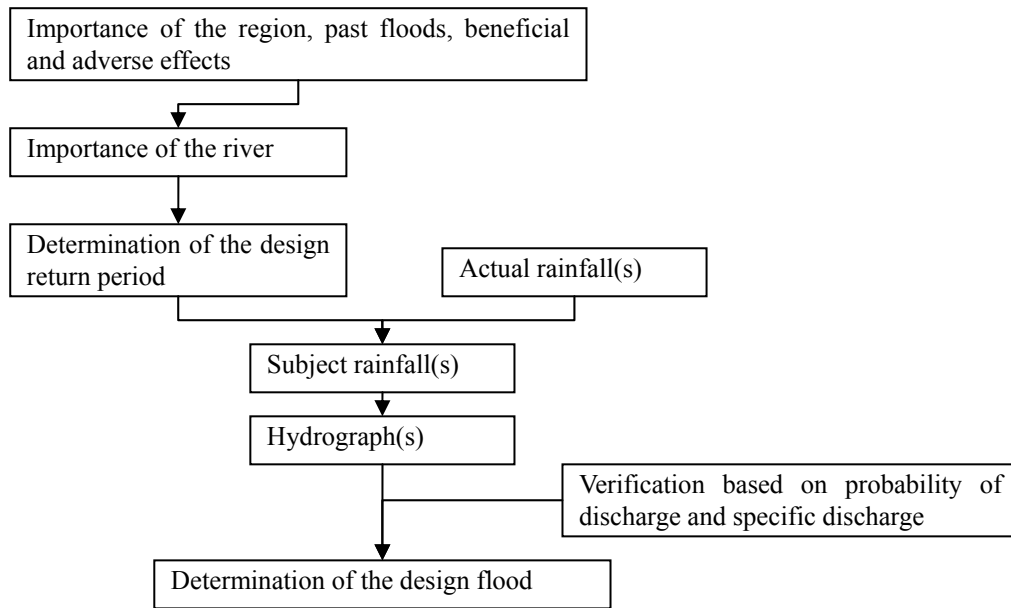 Importance of the region, past floods, beneficial
and adverse effects
Importance of the river
Determination of the design
return period
Actual rainfall(s)
Subject rainfall(s)
Hydrograph(s)
Verification based on probability of
discharge and specific discharge
Determination of the design flood